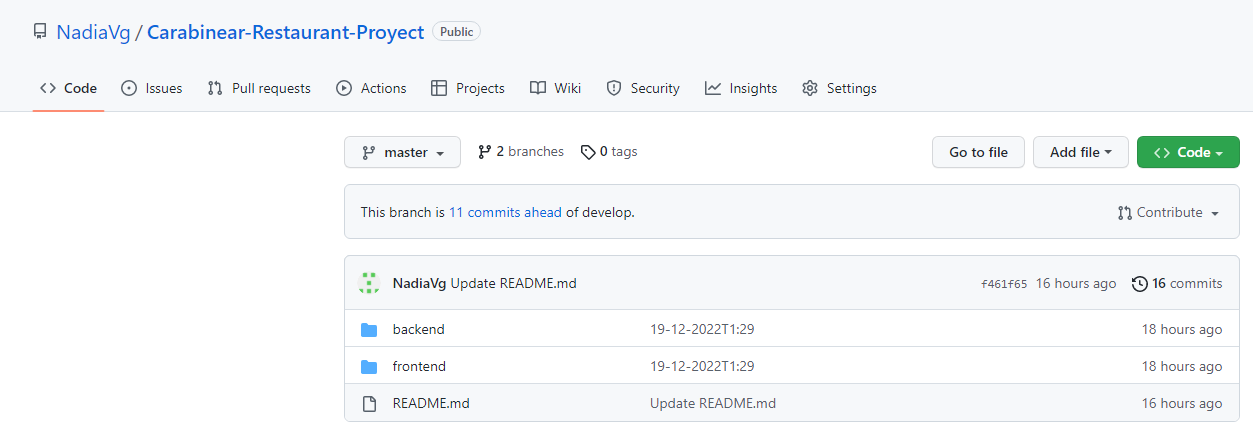 NadiaVg / Carabinear-Restaurant-Proyect Public
Code Issues Pull requests Actions Projects Wiki Security Insights Settings
master 2 branches 0 tags Go to file Add file Code
This branch is 11 commits ahead of develop. Contribute
NadiaVg Update README.md f461f65 16 hours ago 16 commits
backend 19-12-2022T1:29 18 hours ago
frontend 19-12-2022T1:29 18 hours ago
README.md Update README.md 16 hours ago